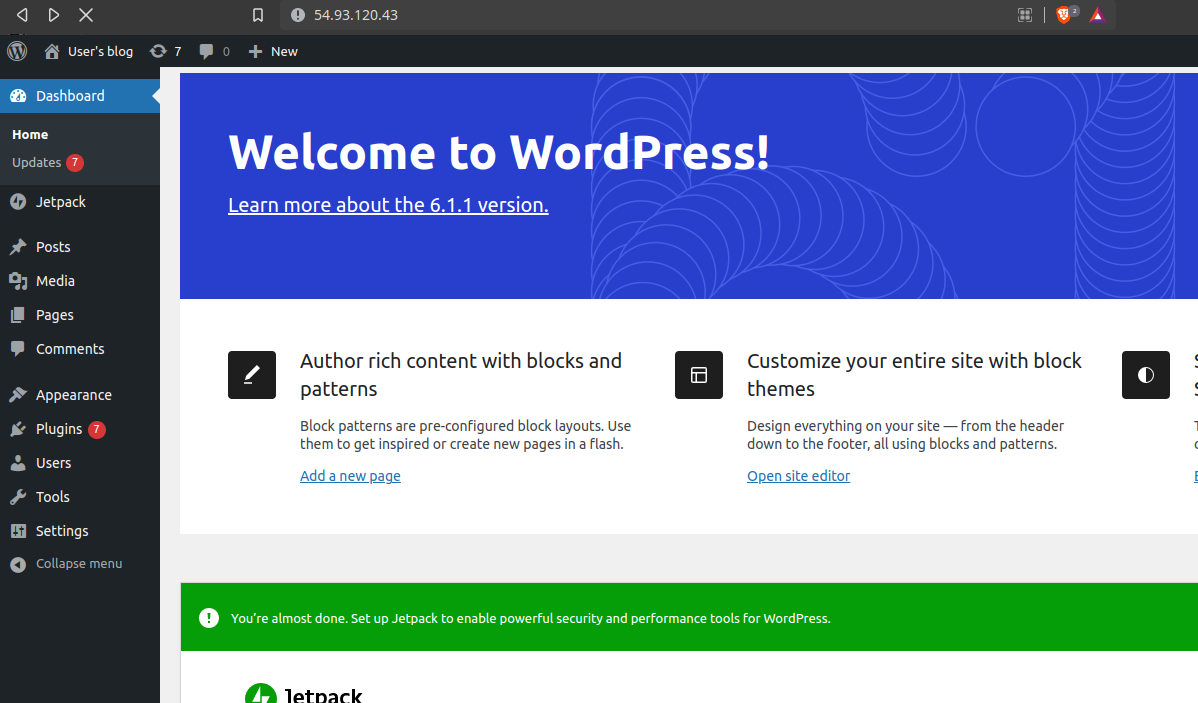 54.93.120.43
2
User's blog
7
0
New
Dashboard
Home
Updates 7
Jetpack
Posts
Media
Pages
Comments
Appearance
Plugins 7
Users
Tools
Settings
Collapse menu
Welcome to WordPress!
Learn more about the 6.1.1 version.
Author rich content with blocks and
patterns
Block patterns are pre-configured block layouts. Use
them to get inspired or create new pages in a flash.
Add a new page
Customize your entire site with block
themes
Design everything on your site — from the header
down to the footer, all using blocks and patterns.
Open site editor
You’re almost done. Set up Jetpack to enable powerful security and performance tools for WordPress.
Jetpack